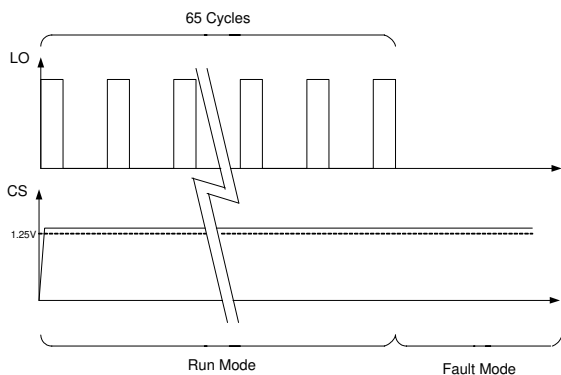 65 Cycles
LO
CS
1.25V
Run Mode
Fault Mode